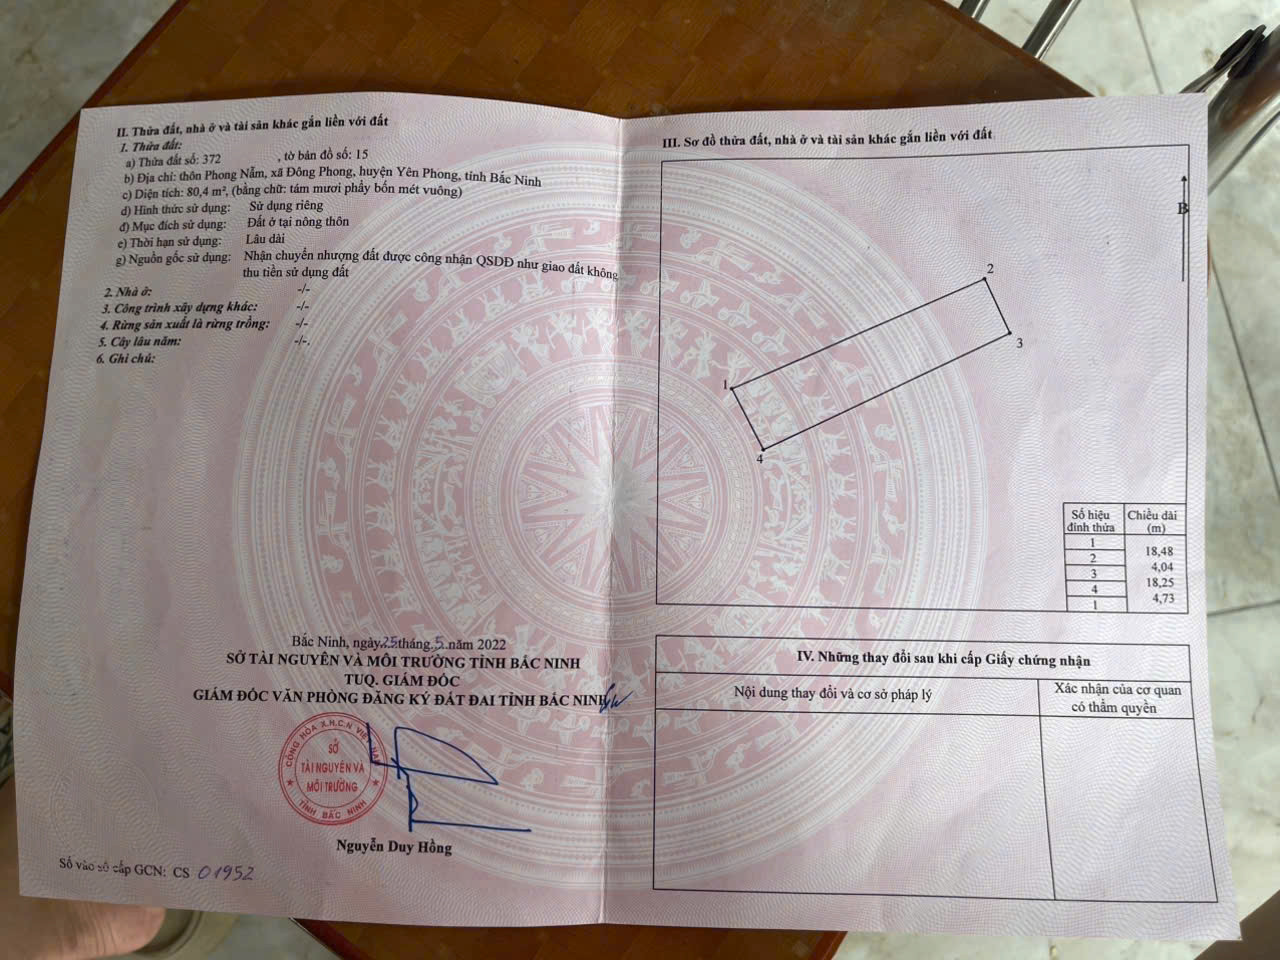 II. Thửa đất, nhà ở và tài sản khác gắn liền với đất
1. Thửa đất:
a) Thửa đất số: 372 , tờ bản đồ số: 15
b) Địa chỉ: thôn Phong Nẫm, xã Đông Phong, huyện Yên Phong, tỉnh Bắc Ninh
c) Diện tích: 80,4 m², (bằng chữ: tám mươi phẩy bốn mét vuông)
d) Hình thức sử dụng: Sử dụng riêng
đ) Mục đích sử dụng: Đất ở tại nông thôn
e) Thời hạn sử dụng: Lâu dài
g) Nguồn gốc sử dụng: Nhận chuyển nhượng đất được công nhận QSDĐ như giao đất không
thu tiền sử dụng đất
2. Nhà ở: -/-
3. Công trình xây dựng khác: -/-
4. Rừng sản xuất là rừng trồng: -/-
5. Cây lâu năm: -/-.
6. Ghi chú:
Bắc Ninh, ngày 25 tháng 5 năm 2022
SỞ TÀI NGUYÊN VÀ MÔI TRƯỜNG TỈNH BẮC NINH
TUQ. GIÁM ĐỐC
GIÁM ĐỐC VĂN PHÒNG ĐĂNG KÝ ĐẤT ĐAI TỈNH BẮC NINH
CỘNG HÒA X.H.C.N VIỆT NAM
SỞ
TÀI NGUYÊN VÀ
MÔI TRƯỜNG
TỈNH BẮC NINH
Nguyễn Duy Hồng
Số vào sổ cấp GCN: CS 01952
III. Sơ đồ thửa đất, nhà ở và tài sản khác gắn liền với đất
B
2
3
1
4
Số hiệu đỉnh thửa Chiều dài (m)
1
18,48
2
4,04
3
18,25
4
4,73
1
IV. Những thay đổi sau khi cấp Giấy chứng nhận
Nội dung thay đổi và cơ sở pháp lý
Xác nhận của cơ quan
có thẩm quyền